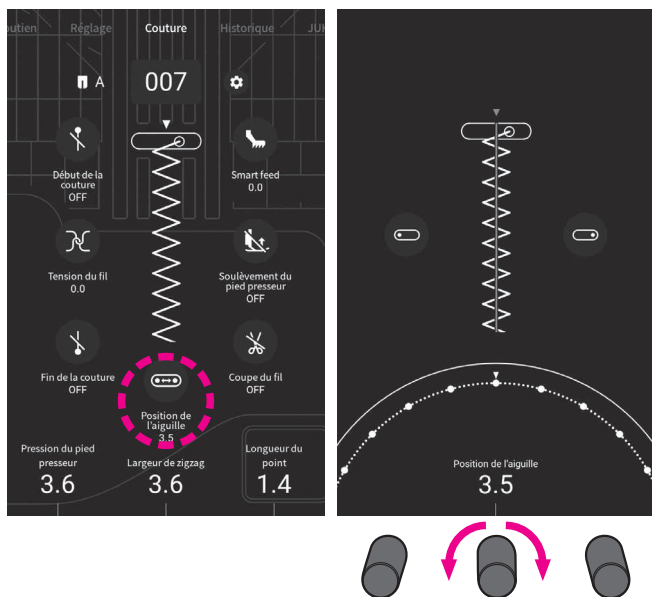 outien Réglage Couture Historique JUK
A 007
Début de la
couture
OFF
Smart feed
0.0
Tension du fil
0.0
Soulèvement du
pied presseur
OFF
Fin de la couture
OFF
Coupe du fil
OFF
Position de
l'aiguille
3.5
Pression du pied
presseur
3.6
Largeur de zigzag
3.6
Longueur du
point
1.4
Position de l'aiguille
3.5